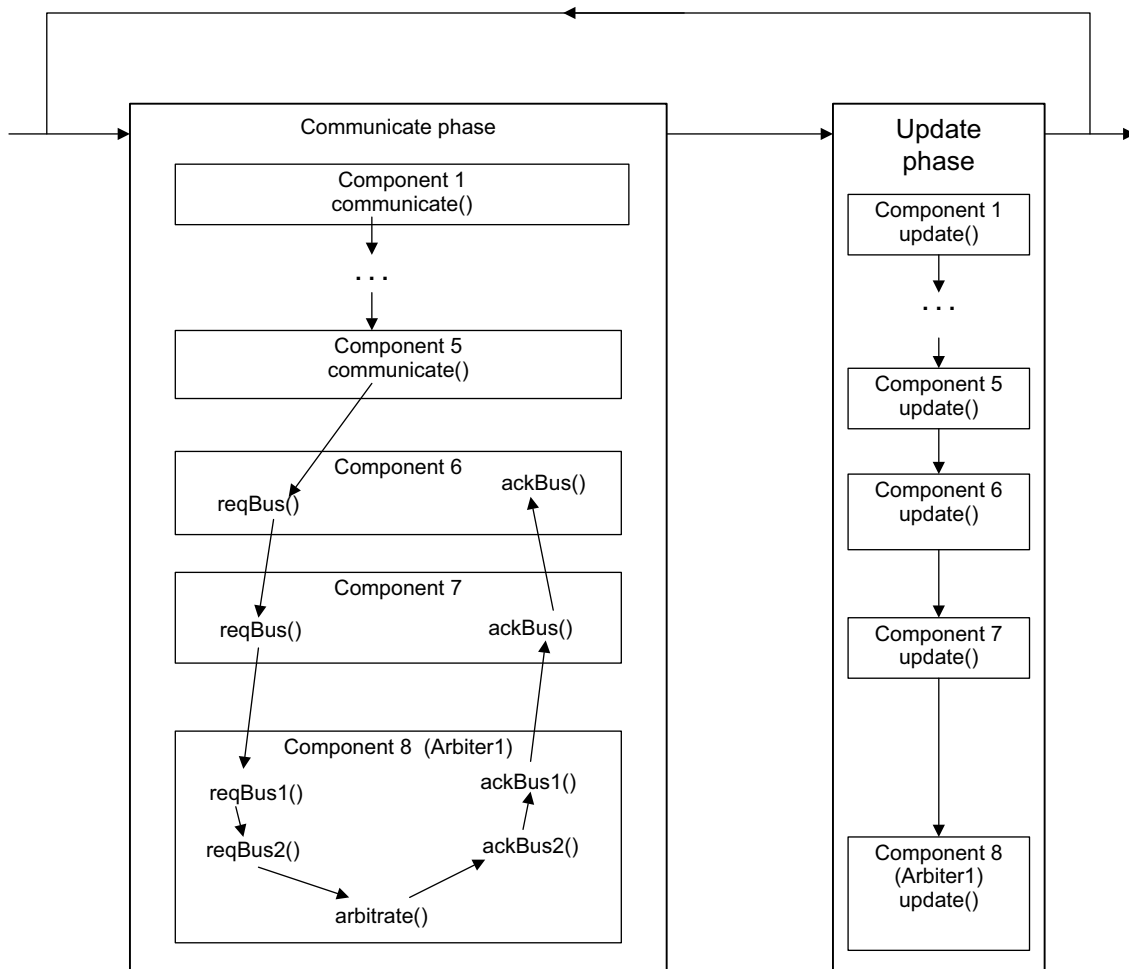 Communicate phase
Component 1
communicate()
. . .
Component 5
communicate()
Component 6
reqBus()
ackBus()
Component 7
reqBus()
ackBus()
Component 8 (Arbiter1)
reqBus1()
ackBus1()
reqBus2()
ackBus2()
arbitrate()
Update
phase
Component 1
update()
. . .
Component 5
update()
Component 6
update()
Component 7
update()
Component 8
(Arbiter1)
update()